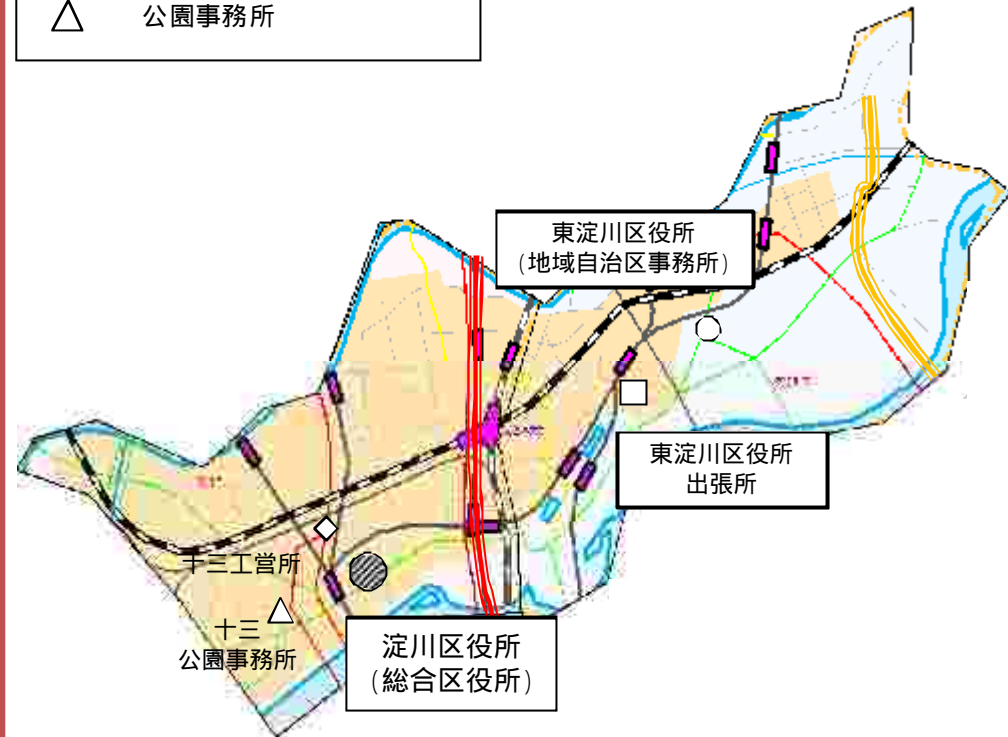 公園事務所
東淀川区役所
(地域自治区事務所)
東淀川区役所
出張所
十三工営所
十三
公園事務所
淀川区役所
(総合区役所)